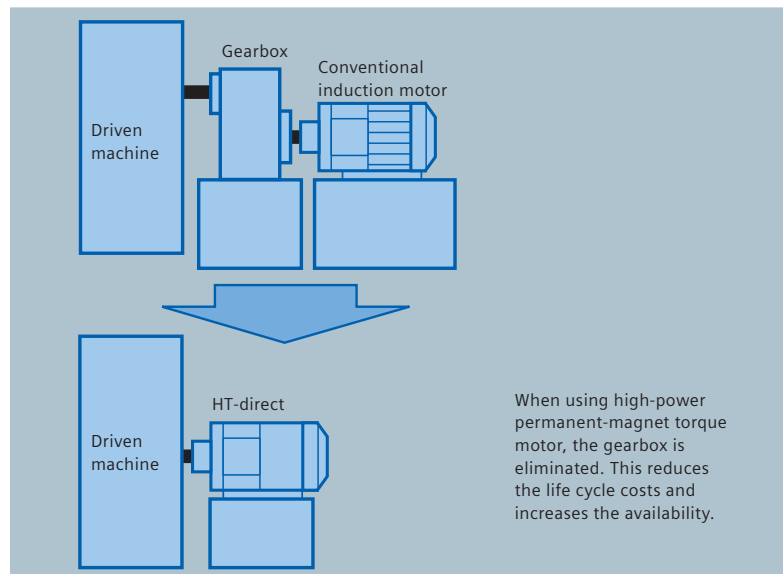 Gearbox
Conventional
induction motor
Driven
machine
HT-direct
Driven
machine
When using high-power
permanent-magnet torque
motor, the gearbox is
eliminated. This reduces
the life cycle costs and
increases the availability.